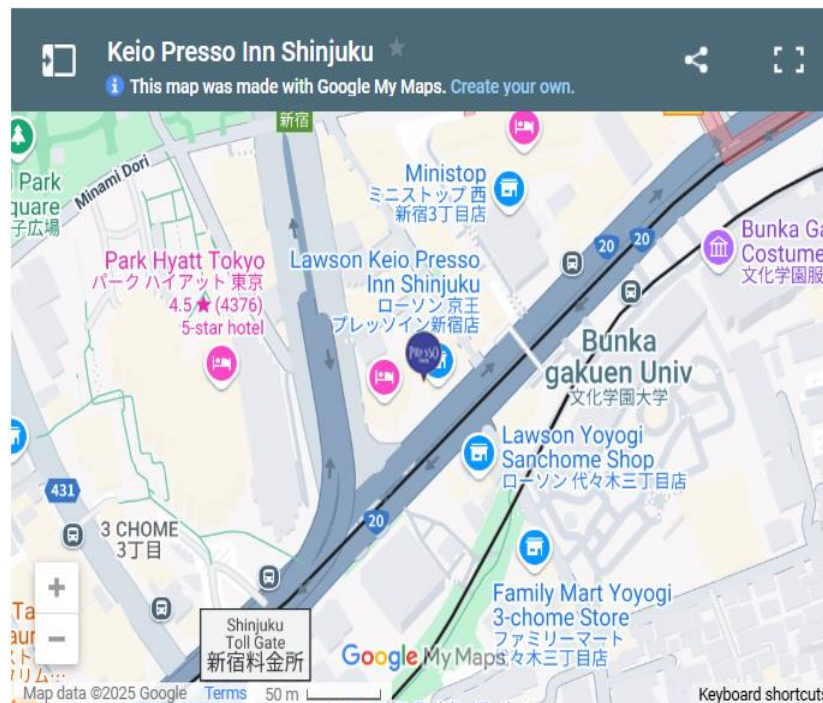 Keio Presso Inn Shinjuku
This map was made with Google My Maps. Create your own.
新宿
Minami Dori
Park
quare
子広場
Ministop
ミニストップ 西
新宿3丁目店
Park Hyatt Tokyo
パーク ハイアット 東京
4.5 ★ (4376)
5-star hotel
Lawson Keio Presso
Inn Shinjuku
ローソン 京王
プレッソイン新宿店
20
20
Bunka Ga
Costume
文化学園服
PRESSO
Bunka
gakuen Univ
文化学園大学
Lawson Yoyogi
Sanchome Shop
ローソン 代々木三丁目店
431
20
3 CHOME
3丁目
Family Mart Yoyogi
3-chome Store
ファミリーマート
代々木三丁目店
+
−
Ta
aur
スト
タリム…
Shinjuku
Toll Gate
新宿料金所
Google My Maps
Map data ©2025 Google
Terms
50 m
Keyboard shortcuts